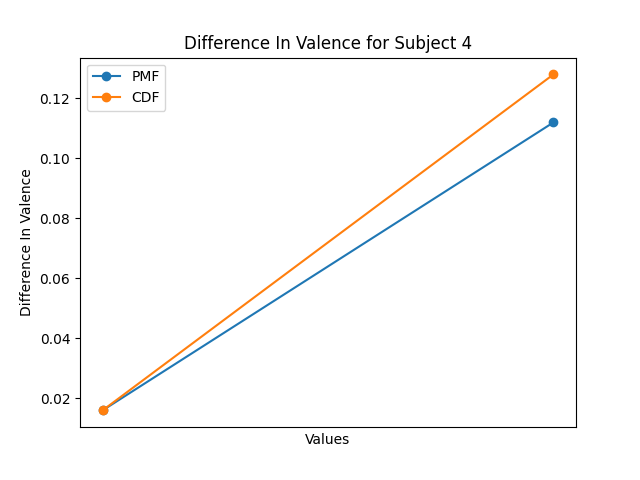 Difference In Valence for Subject 4
PMF
CDF
0.12
0.10
0.08
0.06
0.04
0.02
Difference In Valence
Values